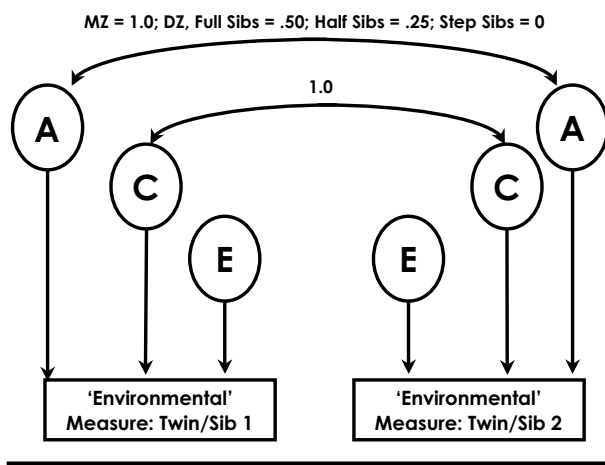 MZ = 1.0; DZ, Full Sibs = .50; Half Sibs = .25; Step Sibs = 0
1.0
A
A
C
C
E
E
‘Environmental’
Measure: Twin/Sib 1
‘Environmental’
Measure: Twin/Sib 2